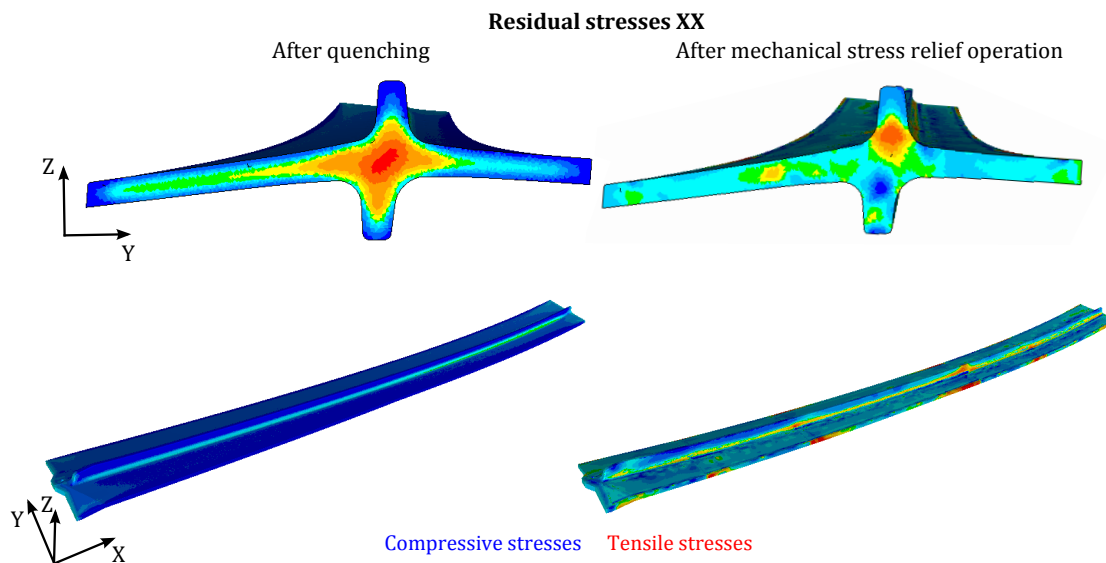 Residual stresses XX
After quenching
After mechanical stress relief operation
Z
Y
Y
Z
X
Compressive stresses
Tensile stresses